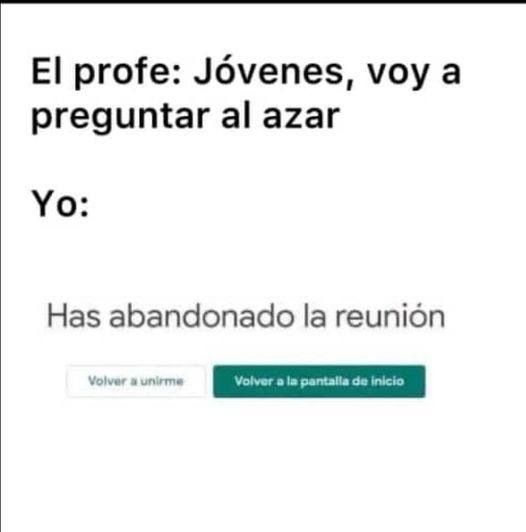 El profe: Jóvenes, voy a
preguntar al azar
Yo:
Has abandonado la reunión
Volver a unirme
Volver a la pantalla de inicio